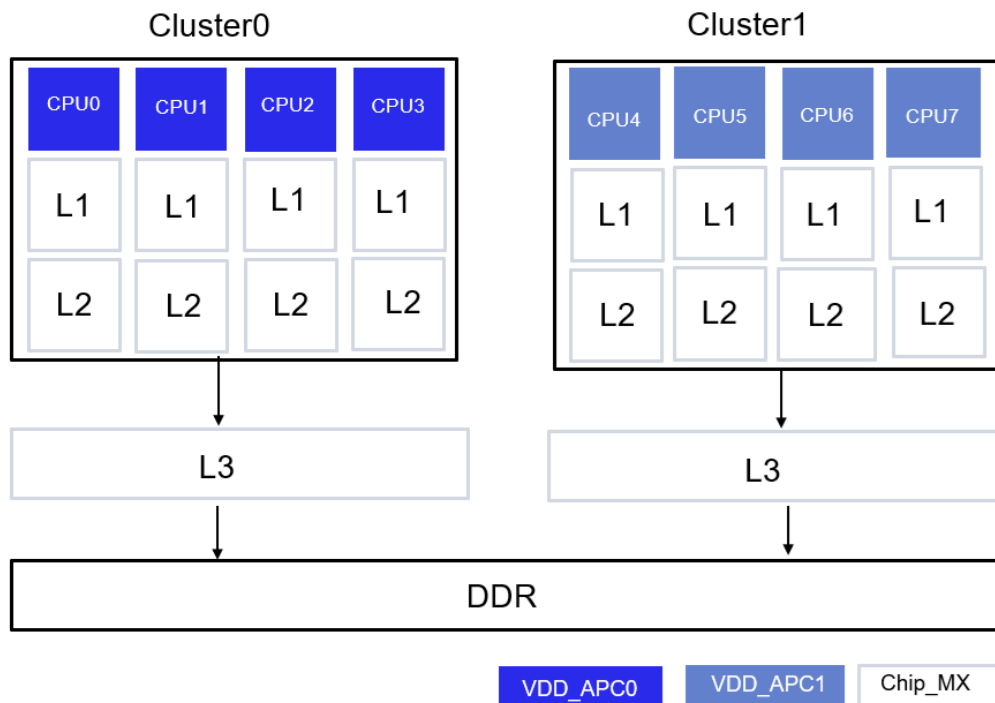 Cluster0 Cluster1
CPU0 CPU1 CPU2 CPU3 CPU4 CPU5 CPU6 CPU7
L1 L1 L1 L1 L1 L1 L1 L1
L2 L2 L2 L2 L2 L2 L2 L2
L3 L3
DDR
VDD_APC0 VDD_APC1 Chip_MX